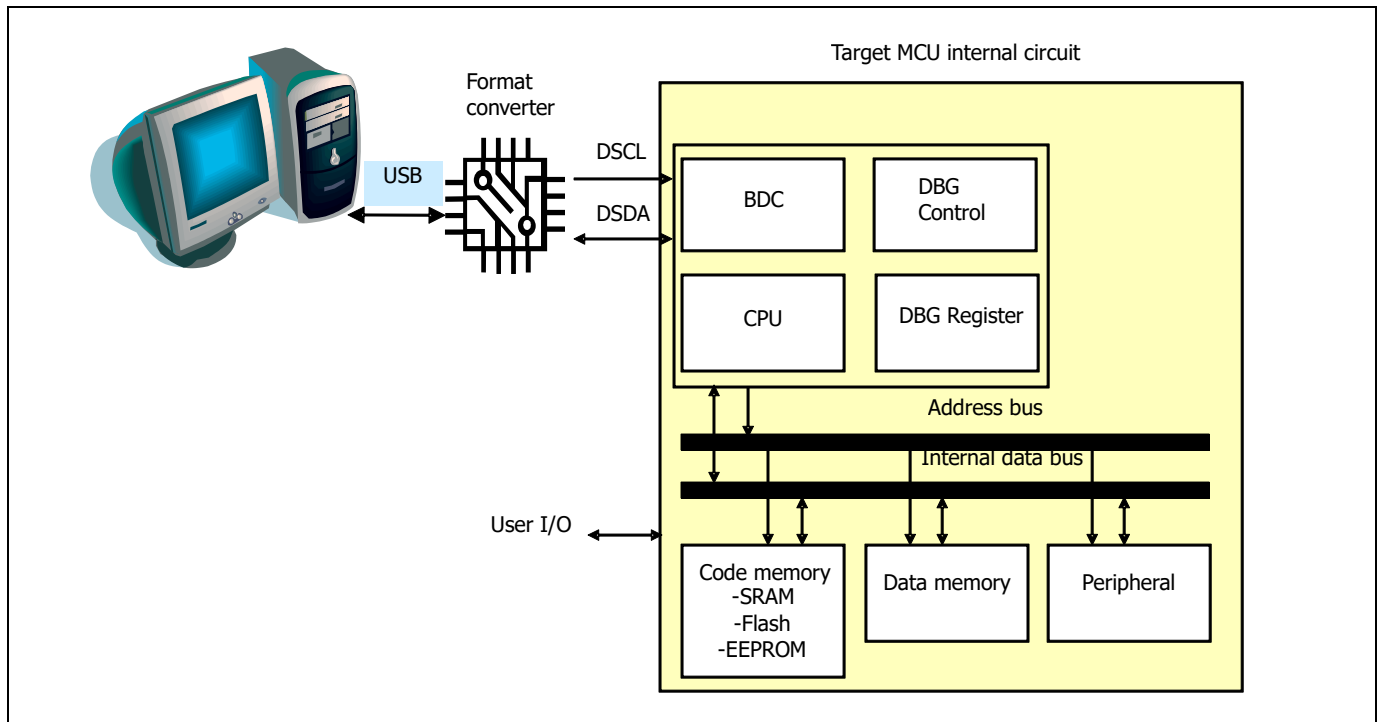 Target MCU internal circuit
Format
converter
USB
DSCL
DSDA
BDC
DBG
Control
CPU
DBG Register
Address bus
Internal data bus
User I/O
Code memory
-SRAM
-Flash
-EEPROM
Data memory
Peripheral